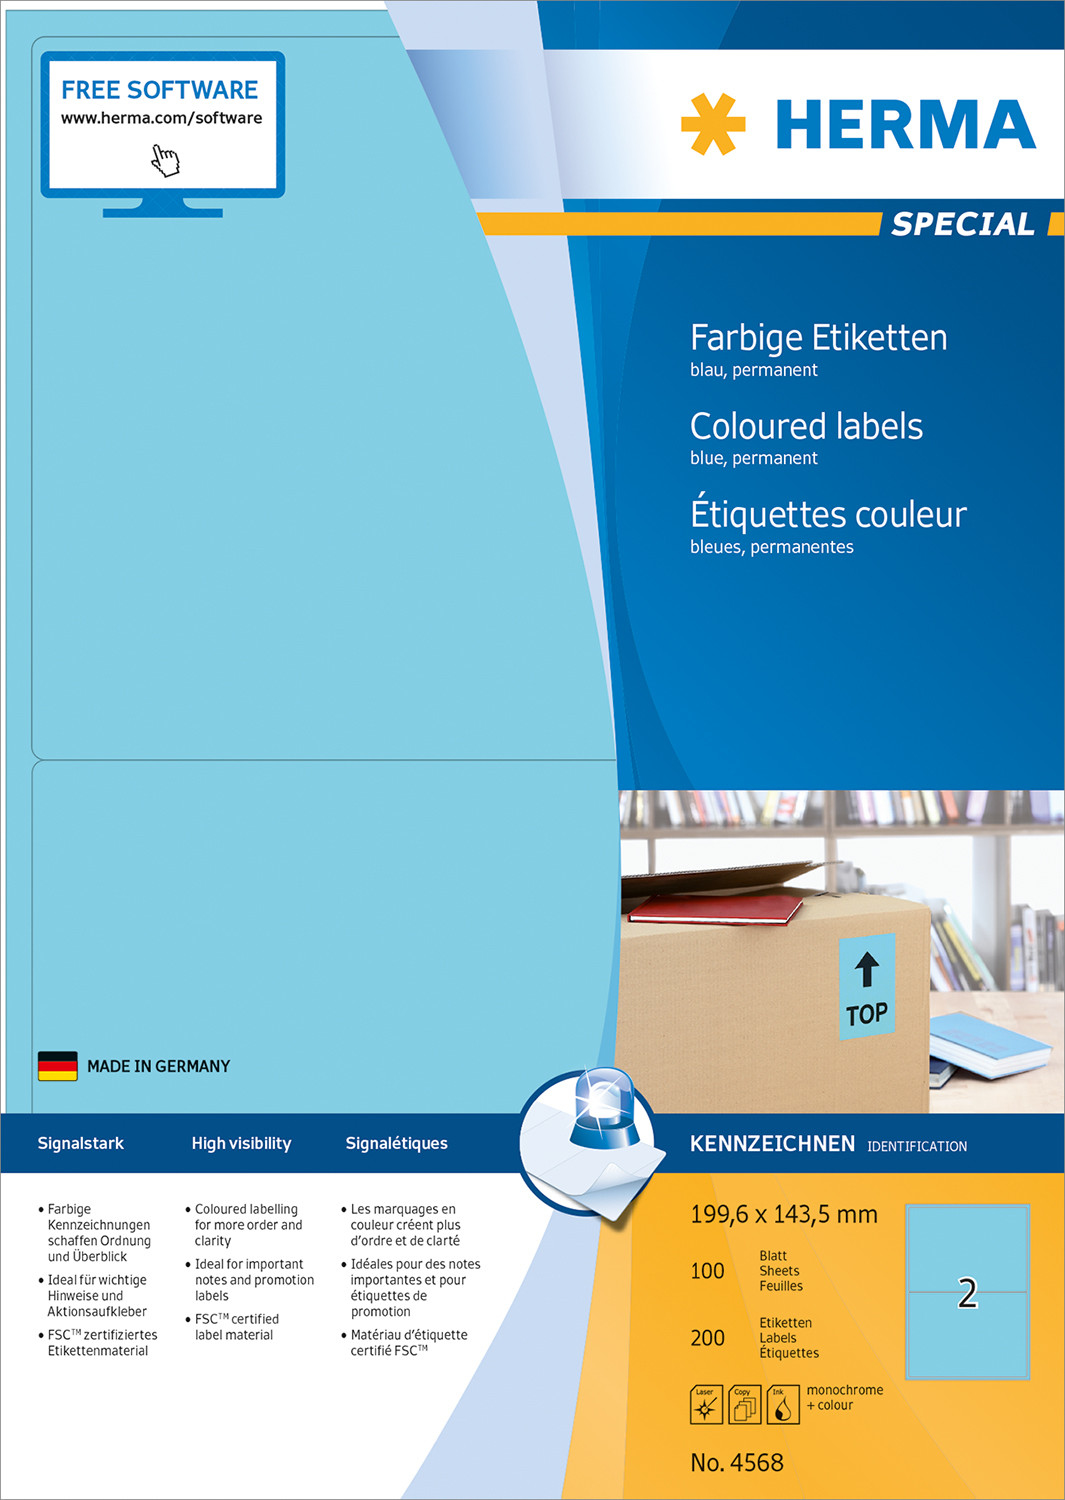 FREE SOFTWARE
www.herma.com/software
HERMA
SPECIAL
Farbige Etiketten
blau, permanent
Coloured labels
blue, permanent
Étiquettes couleur
bleues, permanentes
TOP
MADE IN GERMANY
Signalstark
High visibility
Signalétiques
KENNZEICHNEN IDENTIFICATION
• Farbige
Kennzeichnungen
schaffen Ordnung
und Überblick
• Ideal für wichtige
Hinweise und
Aktionsaufkleber
• FSC™ zertifiziertes
Etikettenmaterial
• Coloured labelling
for more order and
clarity
• Ideal for important
notes and promotion
labels
• FSC™ certified
label material
• Les marquages en
couleur créent plus
d'ordre et de clarté
• Idéales pour des notes
importantes et pour
étiquettes de
promotion
• Matériau d'étiquette
certifié FSC™
199,6 x 143,5 mm
100
Blatt
Sheets
Feuilles
200
Etiketten
Labels
Étiquettes
2
Laser
Copy
Ink
monochrome
+ colour
No. 4568